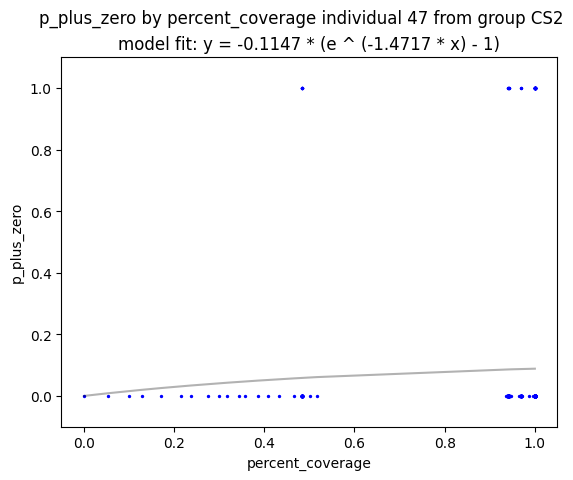 p_plus_zero by percent_coverage individual 47 from group CS2
model fit: y = -0.1147 * (e ^ (-1.4717 * x) - 1)
1.0
0.8
0.6
0.4
0.2
0.0
p_plus_zero
0.0 0.2 0.4 0.6 0.8 1.0
percent_coverage